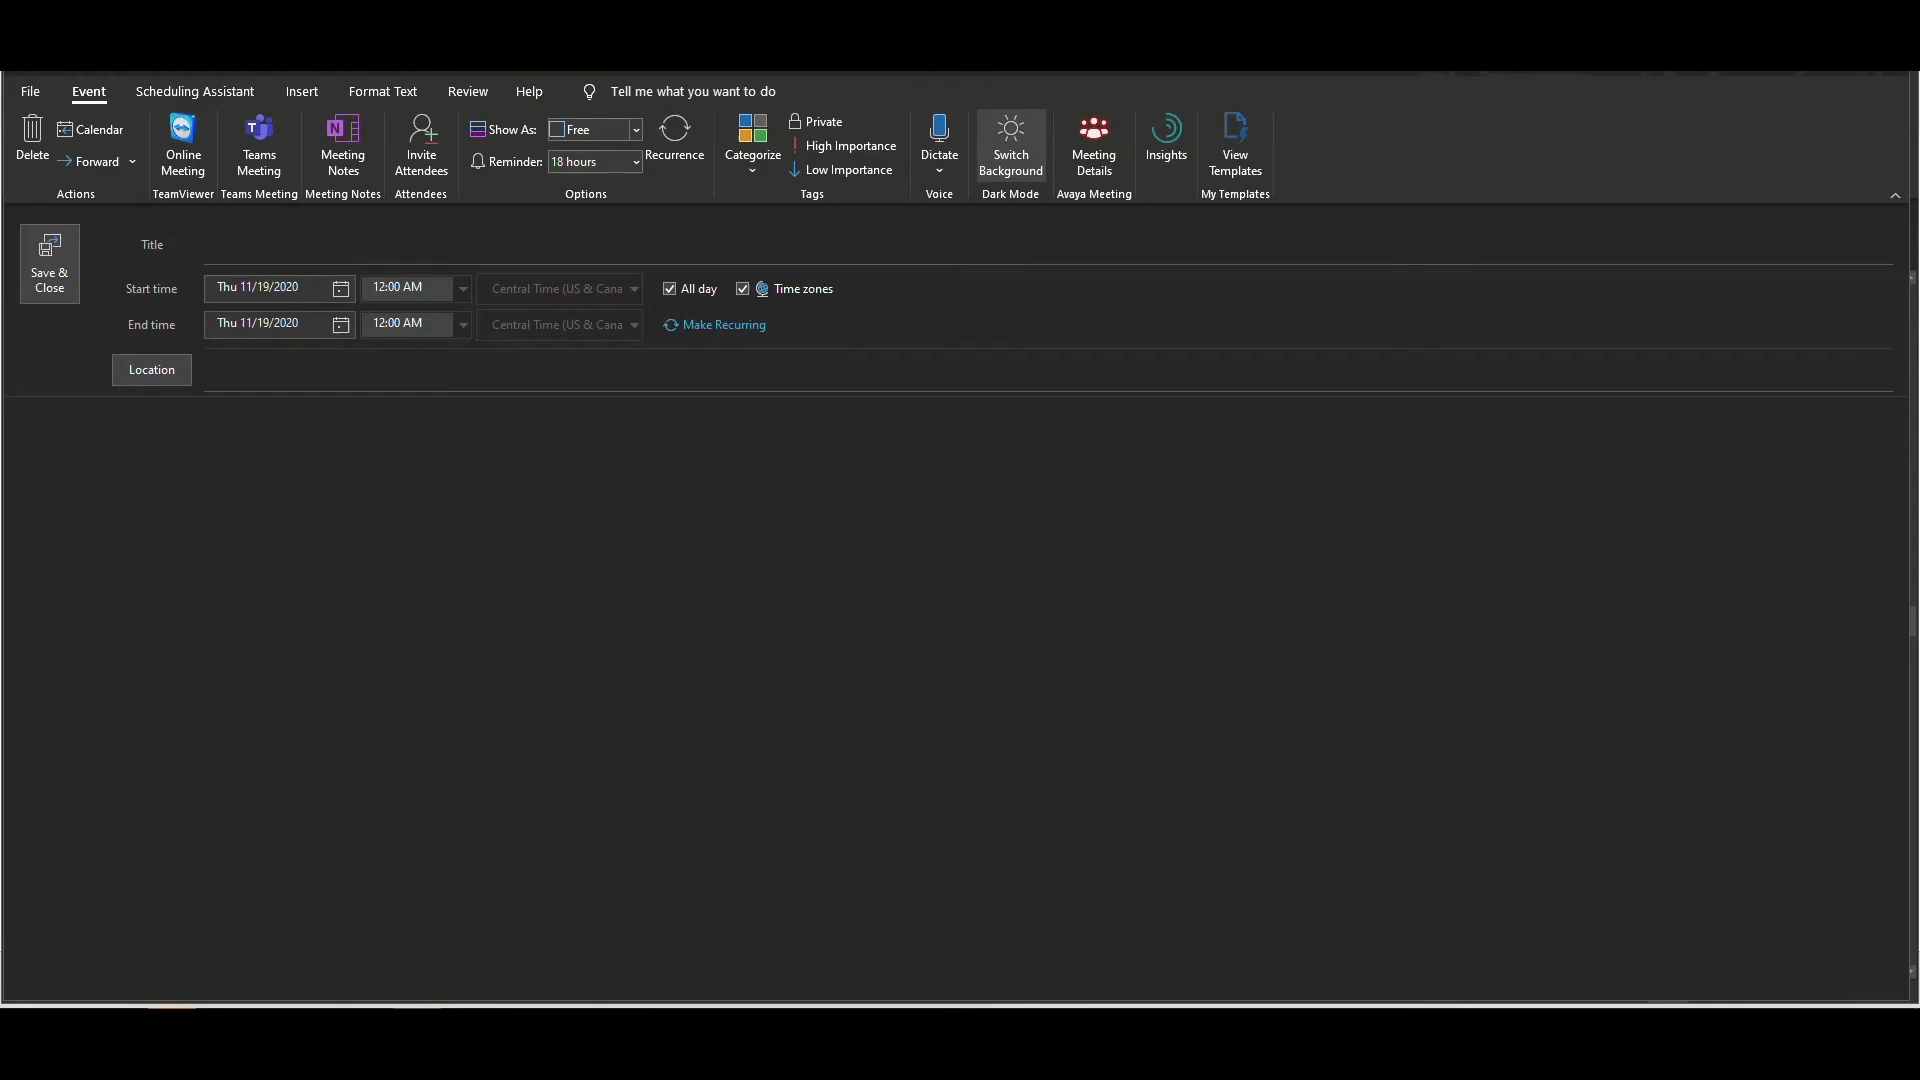 File Event Scheduling Assistant Insert Format Text Review Help Tell me what you want to do
Delete
Calendar
Forward
Actions
Online
Meeting
TeamViewer
Teams
Meeting
Teams Meeting
Meeting
Notes
Meeting Notes
Invite
Attendees
Attendees
Show As: Free
Reminder: 18 hours
Recurrence
Options
Categorize
Private
High Importance
Low Importance
Tags
Dictate
Voice
Switch
Background
Dark Mode
Meeting
Details
Avaya Meeting
Insights
View
Templates
My Templates
Save &
Close
Title
Start time Thu 11/19/2020 12:00 AM Central Time (US & Cana All day Time zones
End time Thu 11/19/2020 12:00 AM Central Time (US & Cana Make Recurring
Location